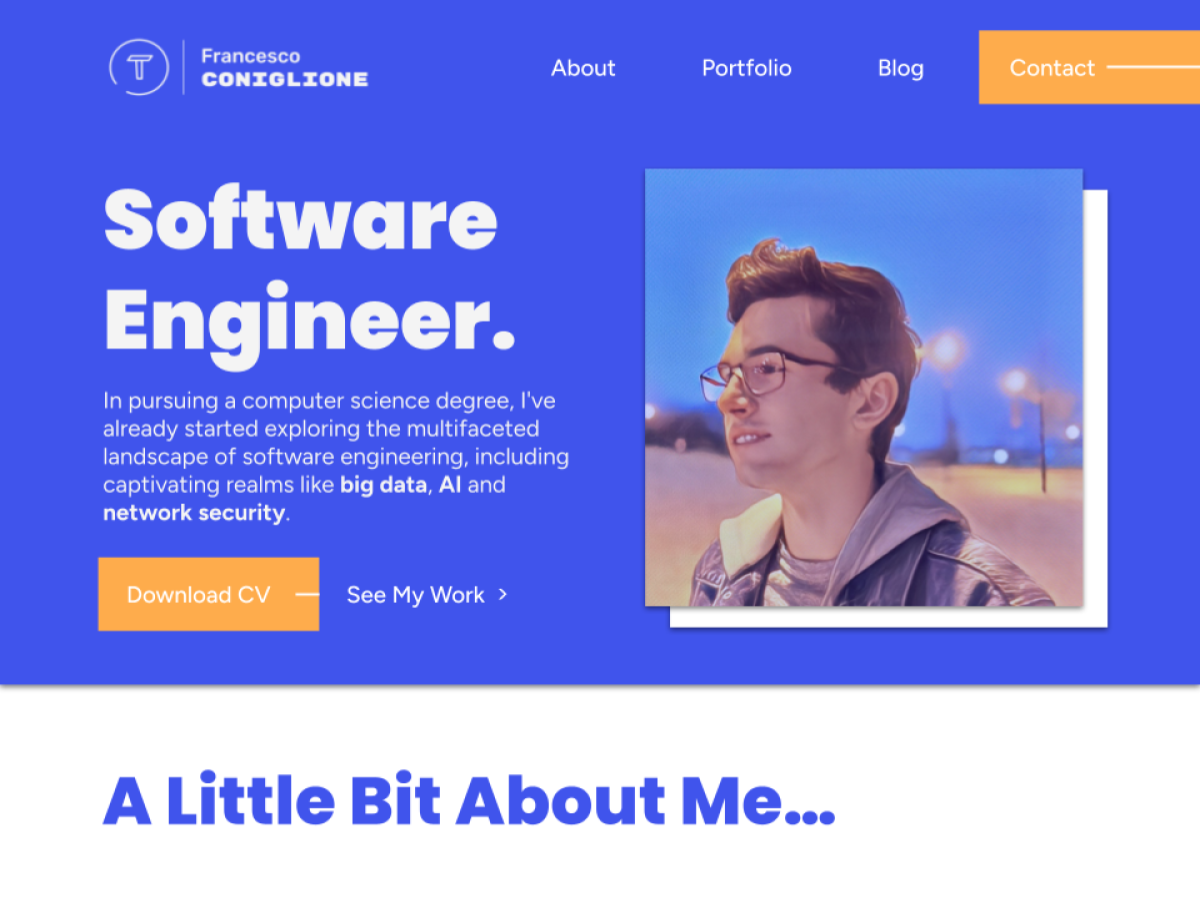 Francesco
CONIGLIONE
About
Portfolio
Blog
Contact
Software
Engineer.
In pursuing a computer science degree, I've
already started exploring the multifaceted
landscape of software engineering, including
captivating realms like big data, AI and
network security.
Download CV
See My Work >
A Little Bit About Me...